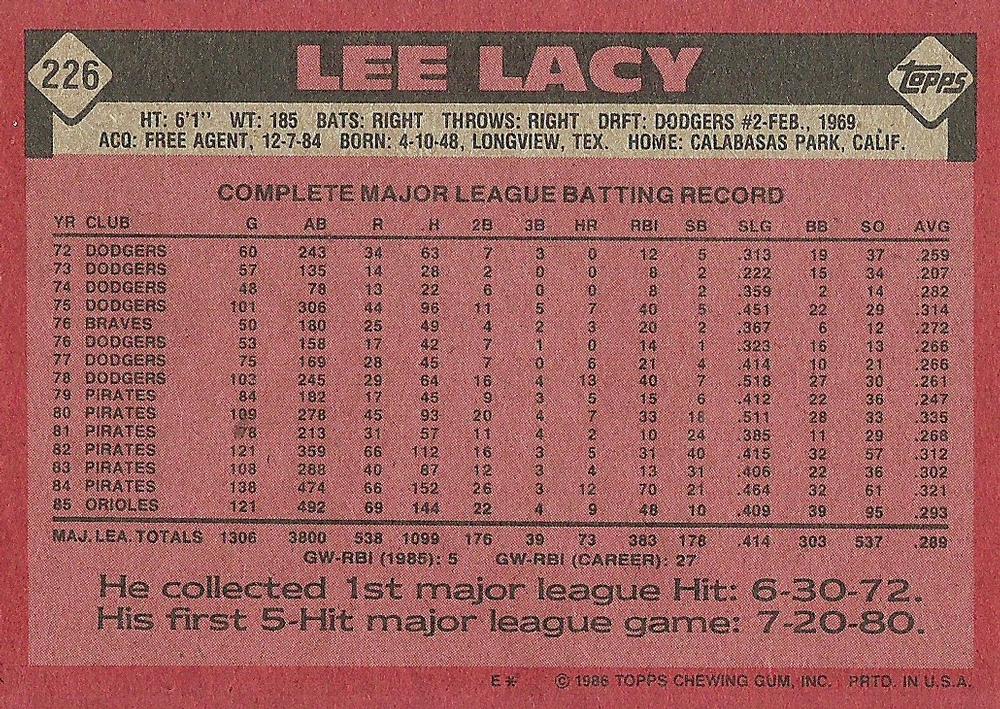 226 LEE LACY TOPPS
HT: 6'1" WT: 185 BATS: RIGHT THROWS: RIGHT DRFT: DODGERS #2-FEB., 1969
ACQ: FREE AGENT, 12-7-84 BORN: 4-10-48, LONGVIEW, TEX. HOME: CALABASAS PARK, CALIF.
COMPLETE MAJOR LEAGUE BATTING RECORD
YR CLUB G AB R H 2B 3B HR RBI SB SLG BB SO AVG
72 DODGERS 60 243 34 63 7 3 0 12 5 .313 19 37 .259
73 DODGERS 57 135 14 28 2 0 0 8 2 .222 15 34 .207
74 DODGERS 48 78 13 22 6 0 0 8 2 .359 2 14 .282
75 DODGERS 101 306 44 96 11 5 7 40 5 .451 22 29 .314
76 BRAVES 50 180 25 49 4 2 3 20 2 .367 6 12 .272
76 DODGERS 53 158 17 42 7 1 0 14 1 .323 16 13 .266
77 DODGERS 75 169 28 45 7 0 6 21 4 .414 10 21 .266
78 DODGERS 103 245 29 64 16 4 13 40 7 .518 27 30 .261
79 PIRATES 84 182 17 45 9 3 5 15 6 .412 22 36 .247
80 PIRATES 109 278 45 93 20 4 7 33 18 .511 28 33 .335
81 PIRATES 78 213 31 57 11 4 2 10 24 .385 11 29 .268
82 PIRATES 121 359 66 112 16 3 5 31 40 .415 32 57 .312
83 PIRATES 108 288 40 87 12 3 4 13 31 .406 22 36 .302
84 PIRATES 138 474 66 152 26 3 12 70 21 .464 32 61 .321
85 ORIOLES 121 492 69 144 22 4 9 48 10 .409 39 95 .293
MAJ. LEA. TOTALS 1306 3800 538 1099 176 39 73 383 178 .414 303 537 .289
GW-RBI (1985): 5 GW-RBI (CAREER): 27
He collected 1st major league Hit: 6-30-72.
His first 5-Hit major league game: 7-20-80.
E* © 1986 TOPPS CHEWING GUM, INC. PRTD. IN U.S.A.